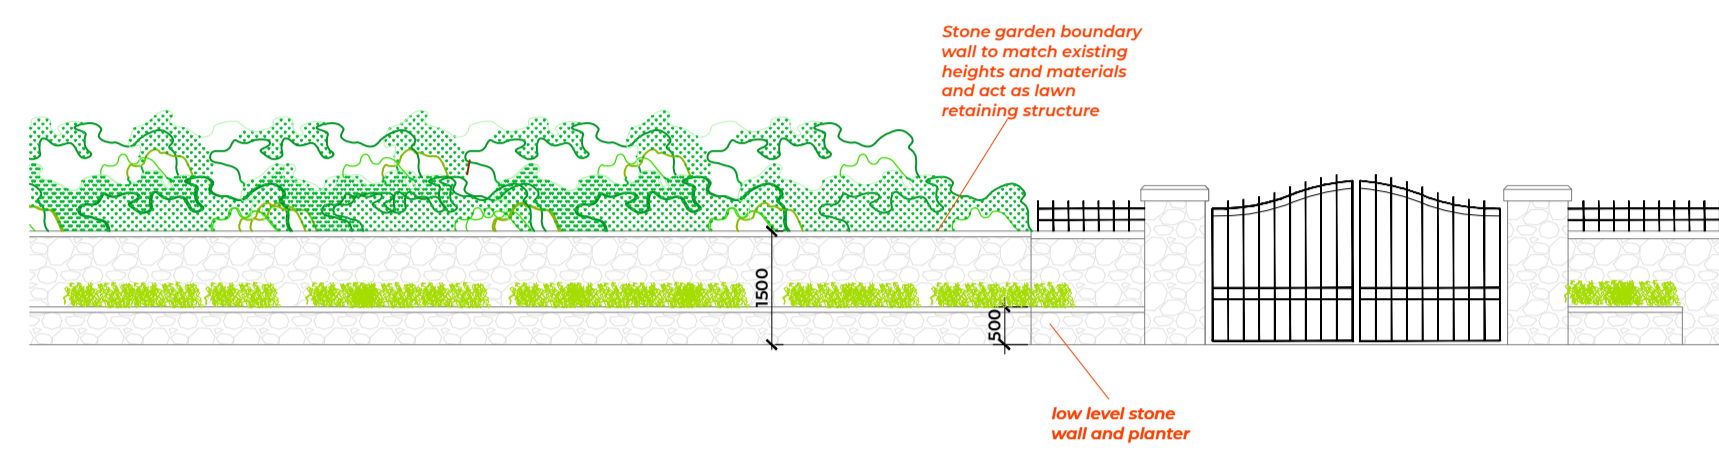 Stone garden boundary
wall to match existing
heights and materials
and act as lawn
retaining structure
1500
500
low level stone
wall and planter